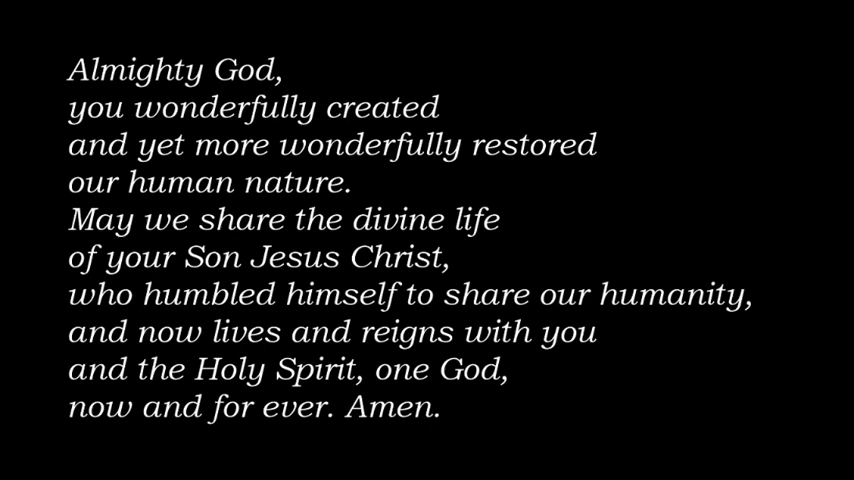 Almighty God,
you wonderfully created
and yet more wonderfully restored
our human nature.
May we share the divine life
of your Son Jesus Christ,
who humbled himself to share our humanity,
and now lives and reigns with you
and the Holy Spirit, one God,
now and for ever. Amen.